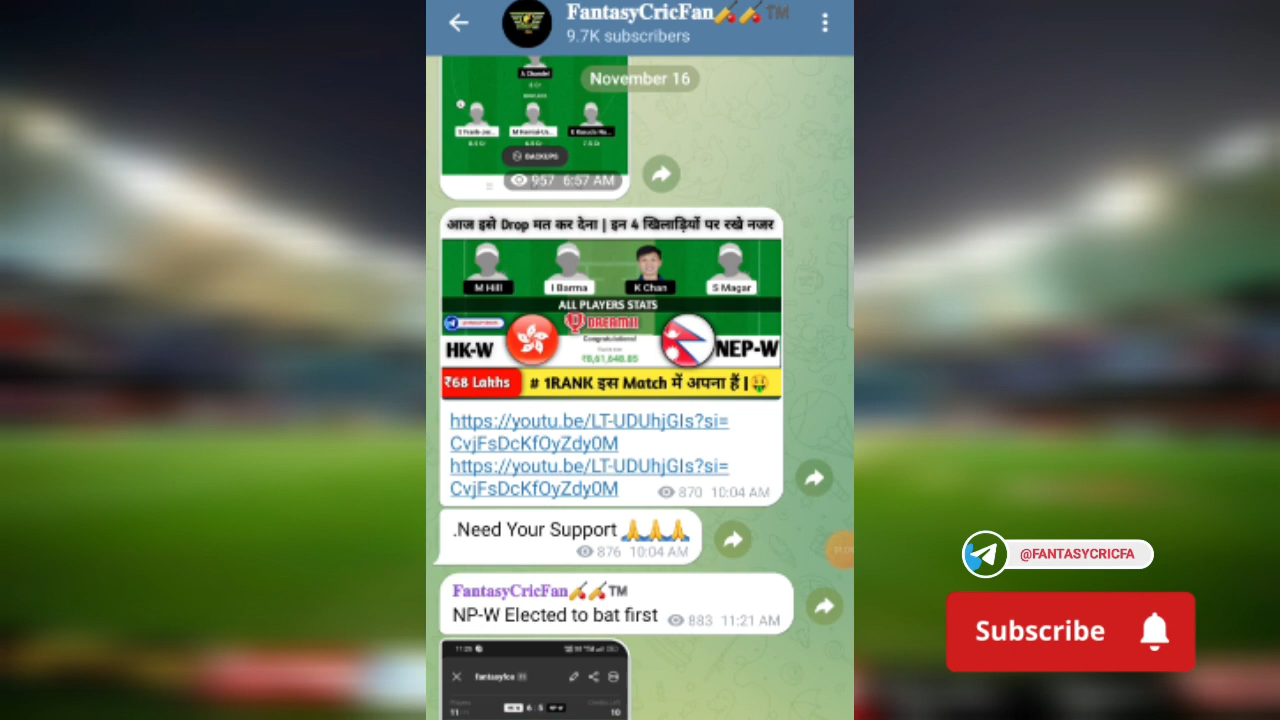 FantasyCricFan🏏🏏TM
9.7K subscribers
November 16
BACKUPS
957 6:57 AM
आज इसे Drop मत कर देना | इन 4 खिलाड़ियों पर रखे नजर
M Hill
I Barma
K Chan
S Magar
ALL PLAYERS STATS
DREAM11
Congratulations!
HK-W
NEP-W
₹68 Lakhs
# 1RANK इस Match में अपना हैं |🤑
https://youtu.be/LT-UDUhjGIs?si=
CvjFsDcKfOyZdy0M
https://youtu.be/LT-UDUhjGIs?si=
CvjFsDcKfOyZdy0M
870 10:04 AM
.Need Your Support 🙏🙏🙏
876 10:04 AM
FantasyCricFan🏏🏏TM
NP-W Elected to bat first
883 11:21 AM
@FANTASYCRICFA
Subscribe